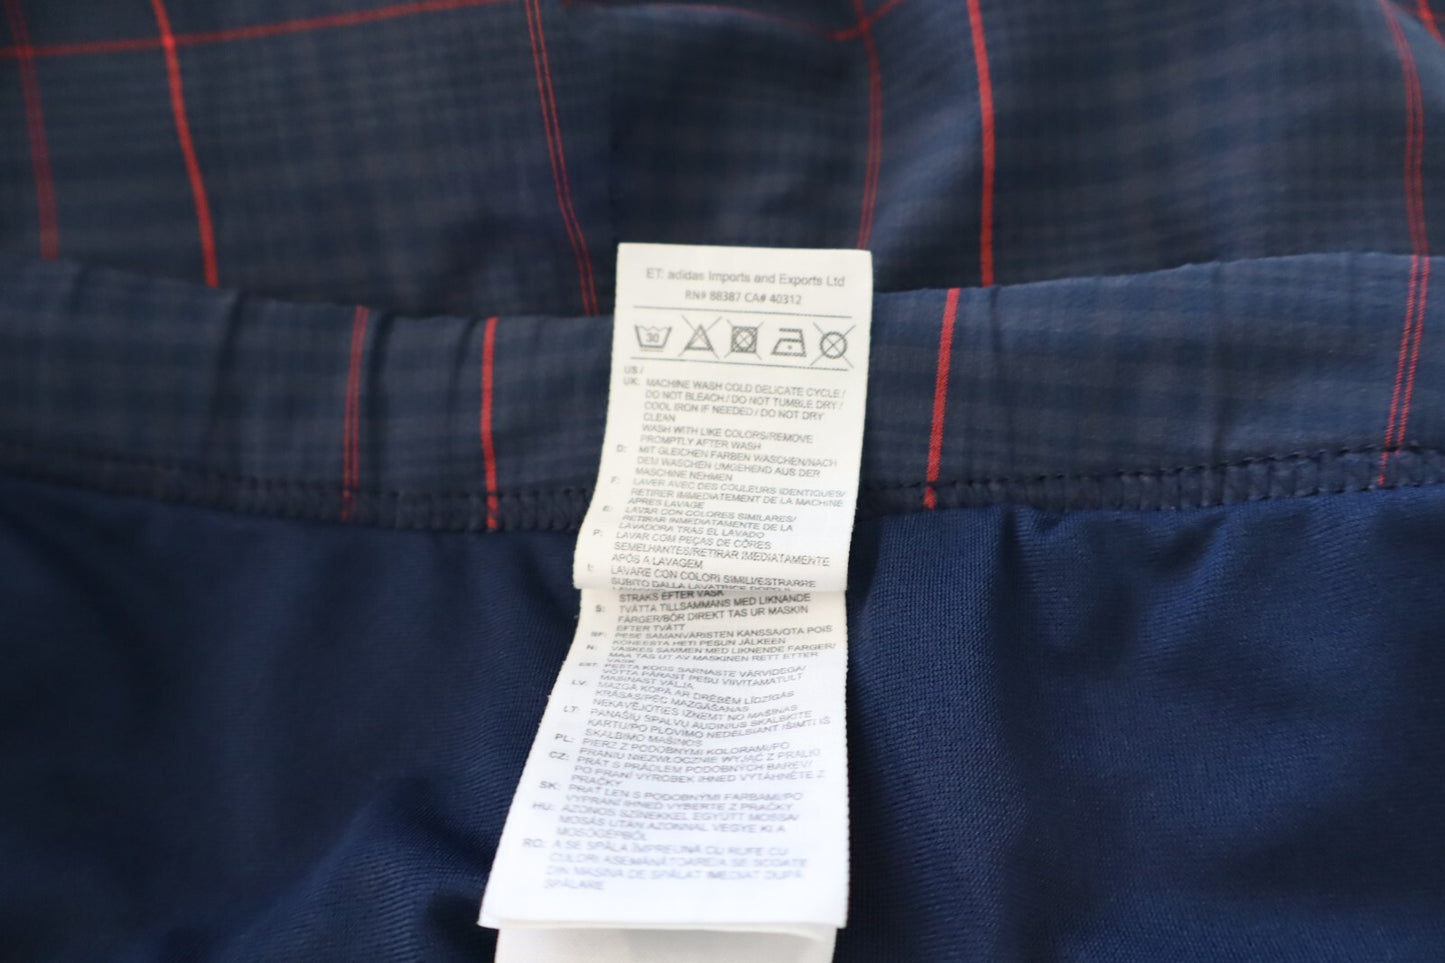 ET: adidas Imports and Exports Ltd
RN# 88387 CA# 40312
30
US /
UK: MACHINE WASH COLD DELICATE CYCLE /
DO NOT BLEACH / DO NOT TUMBLE DRY /
COOL IRON IF NEEDED / DO NOT DRY
CLEAN
WASH WITH LIKE COLORS/REMOVE
PROMPTLY AFTER WASH
D: MIT GLEICHEN FARBEN WASCHEN/NACH
DEM WASCHEN UMGEHEND AUS DER
MASCHINE NEHMEN
F: LAVER AVEC DES COULEURS IDENTIQUES/
RETIRER IMMEDIATEMENT DE LA MACHINE
APRES LAVAGE
E: LAVAR CON COLORES SIMILARES/
RETIRAR INMEDIATAMENTE DE LA
LAVADORA TRAS EL LAVADO
P: LAVAR COM PEÇAS DE CÔRES
SEMELHANTES/RETIRAR IMEDIATAMENTE
APÓS A LAVAGEM
I: LAVARE CON COLORI SIMILI/ESTRARRE
SUBITO DALLA LAVATRICE
STRAKS EFTER VASK
S: TVÄTTA TILLSAMMANS MED LIKNANDE
FÄRGER/BÖR DIREKT TAS UR MASKIN
EFTER TVÄTT
SF: PESE SAMANVÄRISTEN KANSSA/OTA POIS
KONEESTA HETI PESUN JÄLKEEN
N: VASKES SAMMEN MED LIKNENDE FARGER/
MAA TAS UT AV MASKINEN RETT ETTER
VASK
EST: PESTA KOOS SARNASTE VÄRVIDEGA/
VÕTTA PÄRAST PESU VIIVITAMATULT
MASINAST VÄLJA
LV: MAZGĀ KOPĀ AR DRĒBĒM LĪDZĪGĀS
KRĀSĀS/PĒC MAZGĀŠANAS
NEKAVĒJOTIES IZŅEMT NO MAŠĪNAS
LT: PANAŠIŲ SPALVŲ AUDINIUS SKALBKITE
KARTU/PO PLOVIMO NEDELSIANT IŠIMTI IŠ
SKALBIMO MAŠINOS
PL: PIERZ Z PODOBNYMI KOLORAMI/PO
PRANIU NIEZWŁOCZNIE WYJĄĆ Z PRALKI
CZ: PRÁT S PRÁDLEM PODOBNÝCH BAREV/
PO PRANÍ VÝROBEK IHNED VYTÁHNĚTE Z
PRAČKY
SK: PRAŤ LEN S PODOBNÝMI FARBAMI/PO
VYPRANÍ IHNEĎ VYBERTE Z PRAČKY
HU: AZONOS SZÍNEKKEL EGYÜTT MOSSA/
MOSÁS UTÁN AZONNAL VEGYE KI A
MOSÓGÉPBŐL
RO: A SE SPĂLA ÎMPREUNĂ CU RUFE CU
CULORI ASEMĂNĂTOARE/A SE SCOATE
DIN MAŞINA DE SPĂLAT IMEDIAT DUPĂ
SPĂLARE